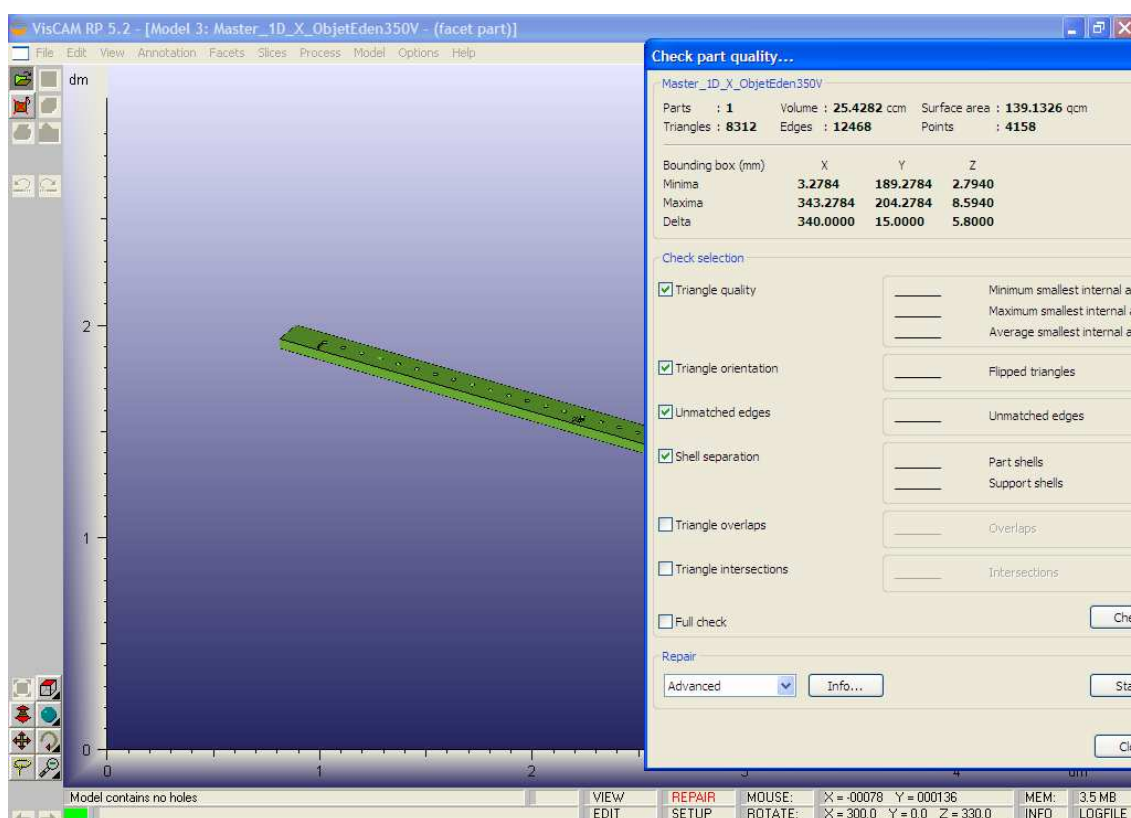 VisCAM RP 5.2 - [Model 3: Master_1D_X_ObjetEden350V - (facet part)]
File Edit View Annotation Facets Slices Process Model Options Help
dm
2
1
0
0 1 2 3 4 dm
Check part quality...
Master_1D_X_ObjetEden350V
Parts : 1 Volume : 25.4282 ccm Surface area : 139.1326 qcm
Triangles : 8312 Edges : 12468 Points : 4158
Bounding box (mm) X Y Z
Minima 3.2784 189.2784 2.7940
Maxima 343.2784 204.2784 8.5940
Delta 340.0000 15.0000 5.8000
Check selection
Triangle quality Minimum smallest internal a
Maximum smallest internal a
Average smallest internal a
Triangle orientation Flipped triangles
Unmatched edges Unmatched edges
Shell separation Part shells
Support shells
Triangle overlaps Overlaps
Triangle intersections Intersections
Full check Che
Repair
Advanced Info... Sta
Clo
Model contains no holes VIEW REPAIR MOUSE: X = -00078 Y = 000136 MEM: 3.5 MB
EDIT SETUP ROTATE: X = 300.0 Y = 0.0 Z = 330.0 INFO LOGFILE